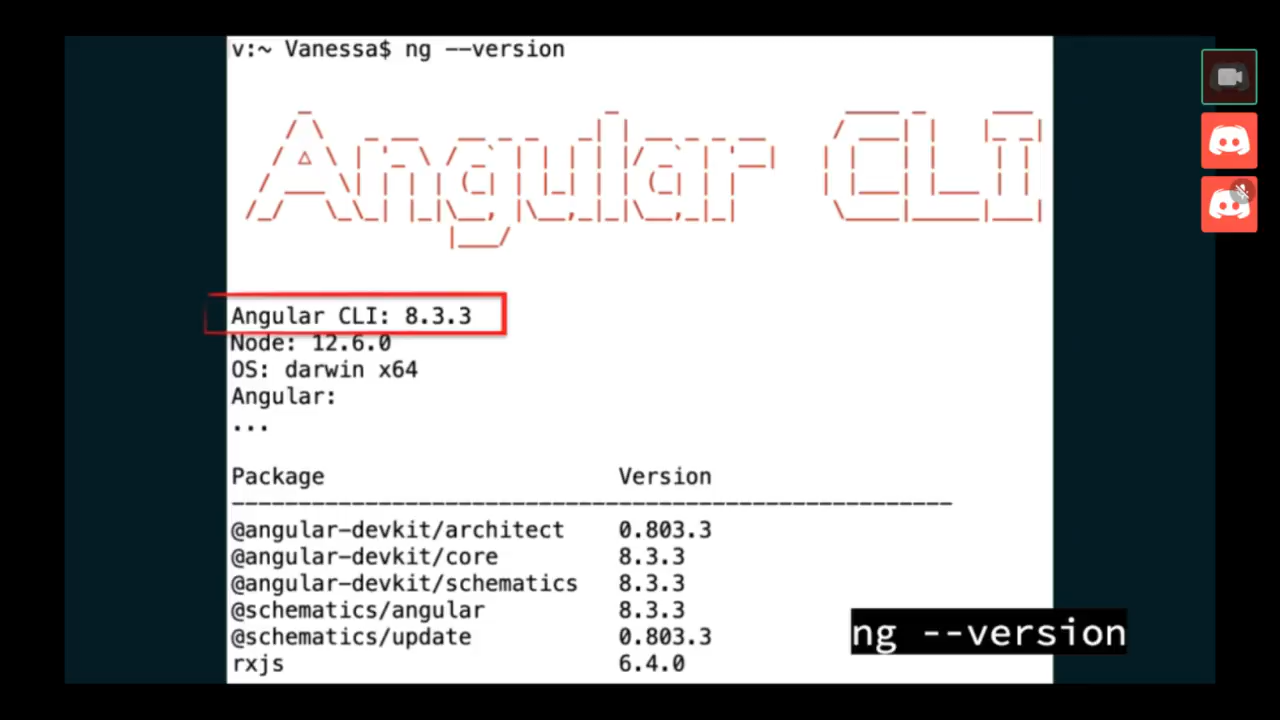 v:~ Vanessa$ ng --version
Angular CLI
Angular CLI: 8.3.3
Node: 12.6.0
OS: darwin x64
Angular:
...
Package Version
------------------------------------------------------
@angular-devkit/architect 0.803.3
@angular-devkit/core 8.3.3
@angular-devkit/schematics 8.3.3
@schematics/angular 8.3.3
@schematics/update 0.803.3
rxjs 6.4.0
ng --version